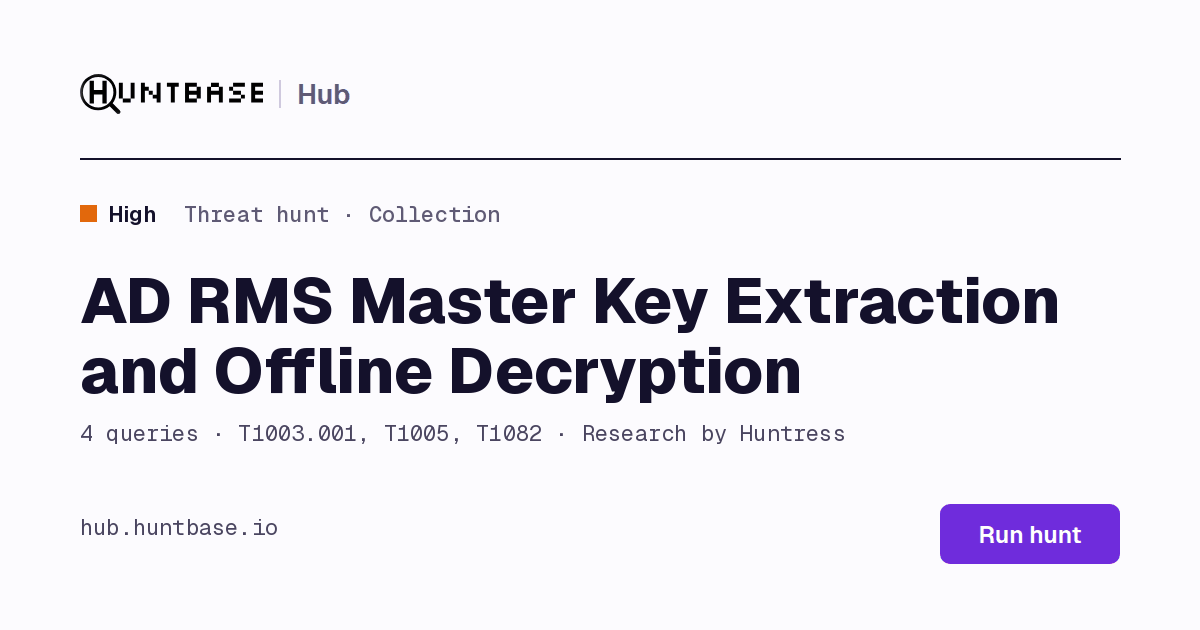 HUNTBASE | Hub
High Threat hunt · Collection
AD RMS Master Key Extraction
and Offline Decryption
4 queries · T1003.001, T1005, T1082 · Research by Huntress
hub.huntbase.io
Run hunt